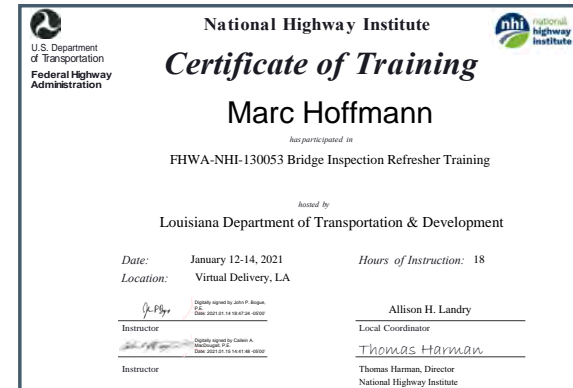 National Highway Institute
nhi national highway institute
U.S. Department
of Transportation
Federal Highway
Administration
Certificate of Training
Marc Hoffmann
has participated in
FHWA-NHI-130053 Bridge Inspection Refresher Training
hosted by
Louisiana Department of Transportation & Development
Date: January 12-14, 2021 Hours of Instruction: 18
Location: Virtual Delivery, LA
Digitally signed by John P. Bogue,
P.E.
Date: 2021.01.14 18:47:24 -05'00'
Allison H. Landry
Instructor
Local Coordinator
Digitally signed by Colleen A.
MacDougall, P.E.
Date: 2021.01.15 14:41:48 -05'00'
Thomas Harman
Instructor
Thomas Harman, Director
National Highway Institute